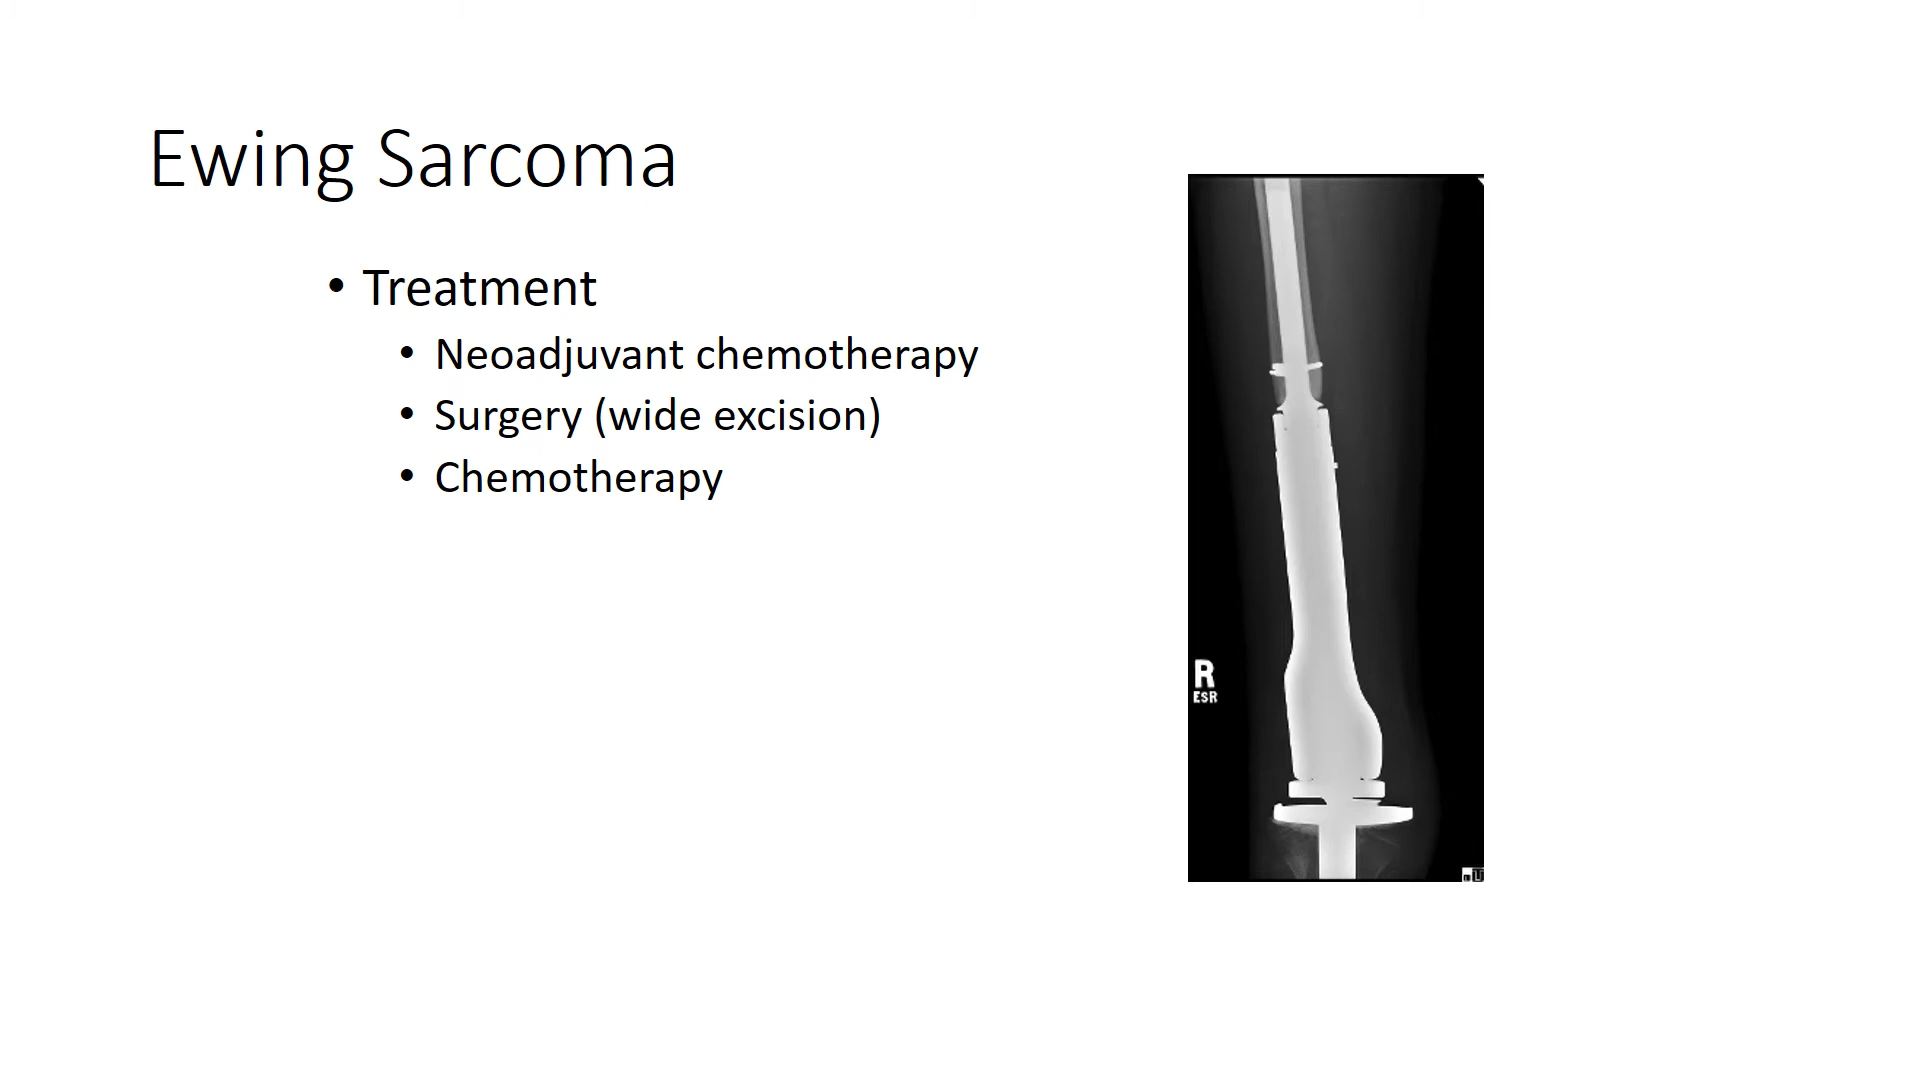 Ewing Sarcoma
• Treatment
• Neoadjuvant chemotherapy
• Surgery (wide excision)
• Chemotherapy
R
ESR